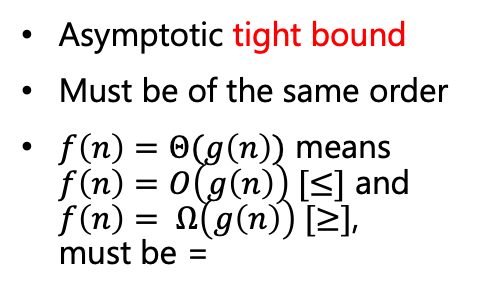 • Asymptotic tight bound
• Must be of the same order
• f(n) = Θ(g(n)) means
f(n) = O(g(n)) [≤] and
f(n) = Ω(g(n)) [≥],
must be =